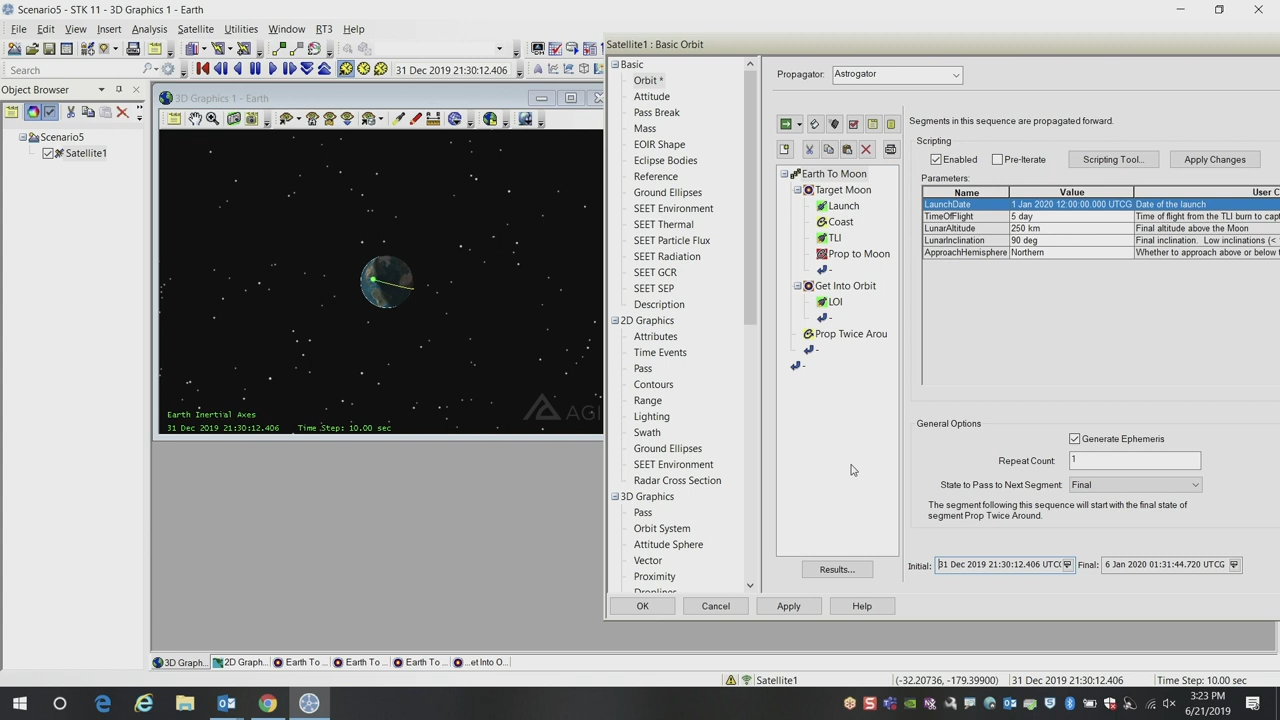 Scenario5 - STK 11 - 3D Graphics 1 - Earth
File Edit View Insert Analysis Satellite Utilities Window RT3 Help
Search
31 Dec 2019 21:30:12.406
Object Browser
Scenario5
Satellite1
3D Graphics 1 - Earth
AGI
Earth Inertial Axes
31 Dec 2019 21:30:12.406 Time Step: 10.00 sec
Satellite1 : Basic Orbit
Basic
Orbit *
Attitude
Pass Break
Mass
EOIR Shape
Eclipse Bodies
Reference
Ground Ellipses
SEET Environment
SEET Thermal
SEET Particle Flux
SEET Radiation
SEET GCR
SEET SEP
Description
2D Graphics
Attributes
Time Events
Pass
Contours
Range
Lighting
Swath
Ground Ellipses
SEET Environment
Radar Cross Section
3D Graphics
Pass
Orbit System
Attitude Sphere
Vector
Proximity
Droplines
Propagator: Astrogator
Earth To Moon
Target Moon
Launch
Coast
TLI
Prop to Moon
-
Get Into Orbit
LOI
-
Prop Twice Arou
-
-
Results...
Segments in this sequence are propagated forward.
Scripting
Enabled Pre-Iterate Scripting Tool... Apply Changes
Parameters:
Name Value User C
LaunchDate 1 Jan 2020 12:00:00.000 UTCG Date of the launch
TimeOfFlight 5 day Time of flight from the TLI burn to capt
LunarAltitude 250 km Final altitude above the Moon
LunarInclination 90 deg Final inclination. Low inclinations (<
ApproachHemisphere Northern Whether to approach above or below t
General Options
Generate Ephemeris
Repeat Count: 1
State to Pass to Next Segment: Final
The segment following this sequence will start with the final state of
segment Prop Twice Around.
Initial: 31 Dec 2019 21:30:12.406 UTC Final: 6 Jan 2020 01:31:44.720 UTCG
OK Cancel Apply Help
3D Graph... 2D Graph... Earth To ... Earth To ... Earth To ... ...et Into O...
Satellite1 (-32.20736, -179.39900) 31 Dec 2019 21:30:12.406 Time Step: 10.00 sec
3:23 PM
6/21/2019